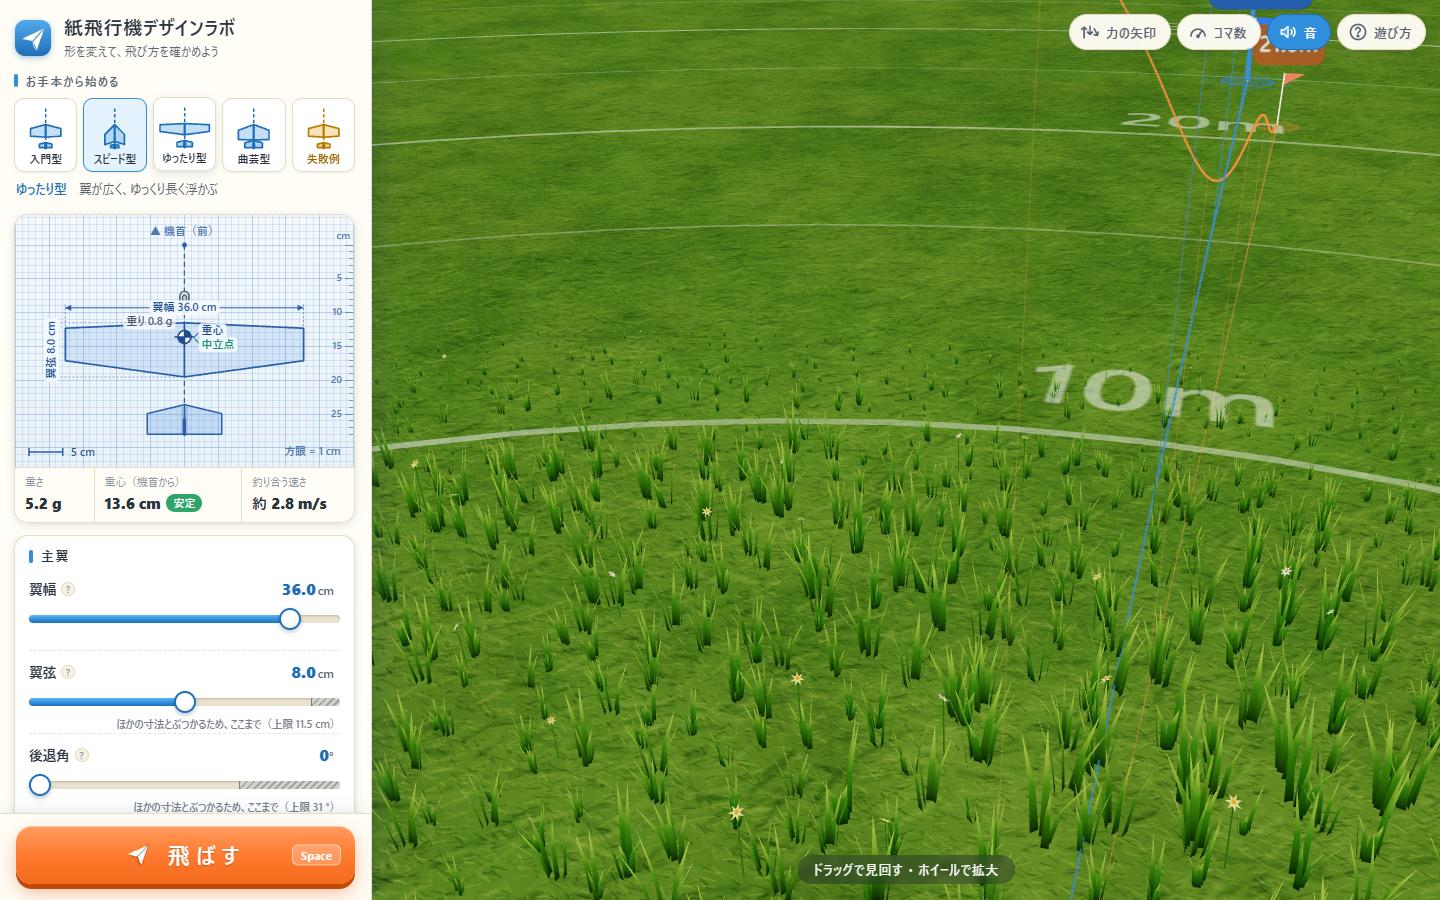 紙飛行機デザインラボ
形を変えて、飛び方を確かめよう
お手本から始める
入門型
スピード型
ゆったり型
曲芸型
失敗例
ゆったり型 翼が広く、ゆっくり長く浮かぶ
▲ 機首（前）
cm
5
10
15
20
25
翼幅 36.0 cm
重り 0.8 g
重心
中立点
翼弦 8.0 cm
5 cm
方眼 = 1 cm
重さ
5.2 g
重心（機首から）
13.6 cm 安定
釣り合う速さ
約 2.8 m/s
主翼
翼幅 ? 36.0 cm
翼弦 ? 8.0 cm
ほかの寸法とぶつかるため、ここまで（上限 11.5 cm）
後退角 ? 0°
ほかの寸法とぶつかるため、ここまで（上限 31 °）
飛ばす Space
力の矢印
コマ数
音
遊び方
20m
10m
ドラッグで見回す・ホイールで拡大